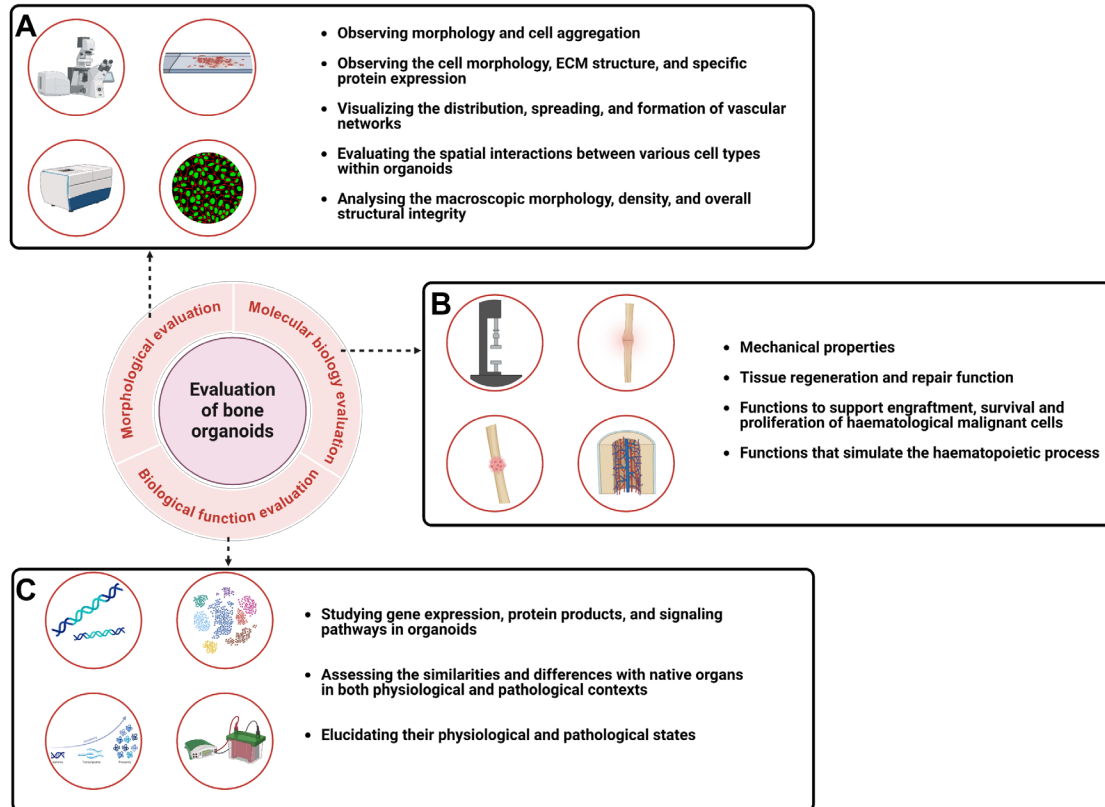 A
• Observing morphology and cell aggregation
• Observing the cell morphology, ECM structure, and specific
protein expression
• Visualizing the distribution, spreading, and formation of vascular
networks
• Evaluating the spatial interactions between various cell types
within organoids
• Analysing the macroscopic morphology, density, and overall
structural integrity
Morphological evaluation
Molecular biology evaluation
Biological function evaluation
Evaluation
of bone
organoids
B
• Mechanical properties
• Tissue regeneration and repair function
• Functions to support engraftment, survival and
proliferation of haematological malignant cells
• Functions that simulate the haematopoietic process
C
• Studying gene expression, protein products, and signaling
pathways in organoids
• Assessing the similarities and differences with native organs
in both physiological and pathological contexts
• Elucidating their physiological and pathological states